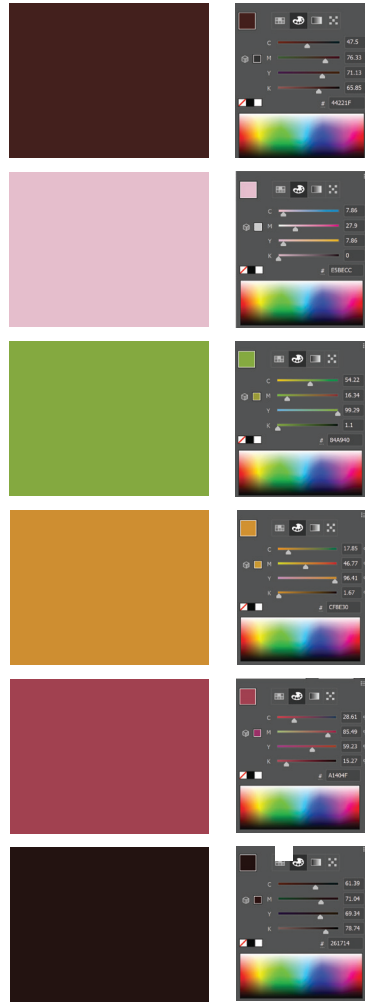 C 47.5
M 76.33
Y 71.13
K 65.85
# 44221F
C 7.86
M 27.9
Y 7.86
K 0
# E5BECC
C 54.22
M 16.34
Y 99.29
K 1.1
# 84A940
C 17.85
M 46.77
Y 96.41
K 1.67
# CF8E30
C 28.61
M 85.49
Y 59.23
K 15.27
# A1404F
C 61.39
M 71.04
Y 69.34
K 78.74
# 261714